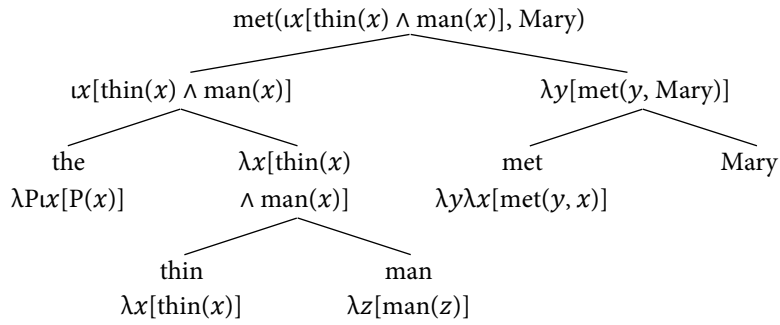 met(ιx[thin(x) ∧ man(x)], Mary)
ιx[thin(x) ∧ man(x)] λy[met(y, Mary)]
the λx[thin(x) met Mary
λPιx[P(x)] ∧ man(x)] λyλx[met(y, x)]
thin man
λx[thin(x)] λz[man(z)]